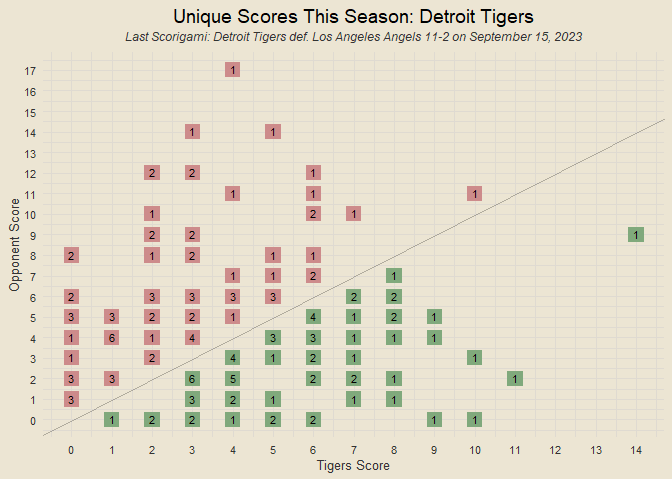 Unique Scores This Season: Detroit Tigers
Last Scorigami: Detroit Tigers def. Los Angeles Angels 11-2 on September 15, 2023
17 1
16
15
14 1 1
13
12 2 2 1
11 1 1 1
10 1 2 1
9 2 2 1
8 2 1 2 1 1
7 1 1 2 1
6 2 3 3 3 3 2 2
5 3 3 2 2 1 4 1 2 1
4 1 6 1 4 3 3 1 1 1
3 1 2 4 1 2 1 1
2 3 3 6 5 2 2 1 1
1 3 3 2 1 1 1
0 1 2 2 1 2 2 1 1
0 1 2 3 4 5 6 7 8 9 10 11 12 13 14
Opponent Score
Tigers Score